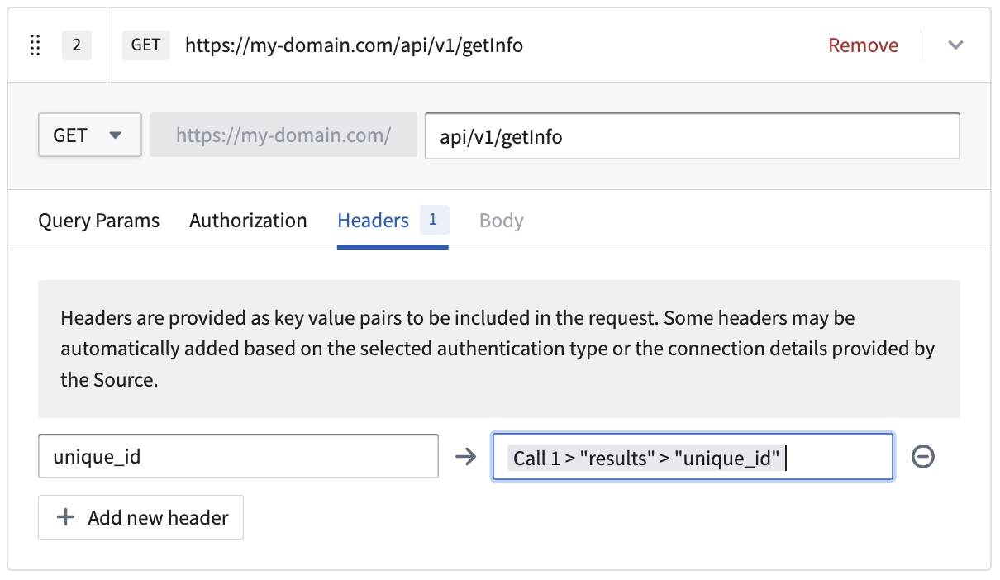 2 GET https://my-domain.com/api/v1/getInfo Remove
GET https://my-domain.com/ api/v1/getInfo
Query Params Authorization Headers 1 Body
Headers are provided as key value pairs to be included in the request. Some headers may be
automatically added based on the selected authentication type or the connection details provided by
the Source.
unique_id → Call 1 > "results" > "unique_id"
+ Add new header